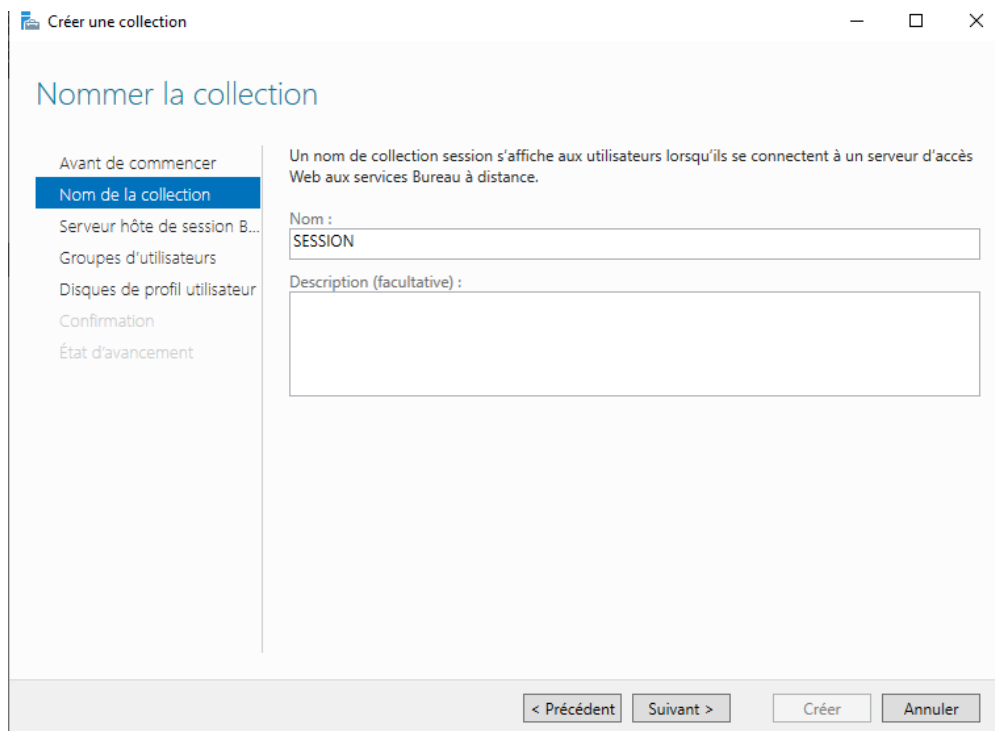 Créer une collection
Nommer la collection
Avant de commencer
Nom de la collection
Serveur hôte de session B...
Groupes d’utilisateurs
Disques de profil utilisateur
Confirmation
État d’avancement
Un nom de collection session s’affiche aux utilisateurs lorsqu’ils se connectent à un serveur d’accès
Web aux services Bureau à distance.
Nom :
SESSION
Description (facultative) :
< Précédent
Suivant >
Créer
Annuler